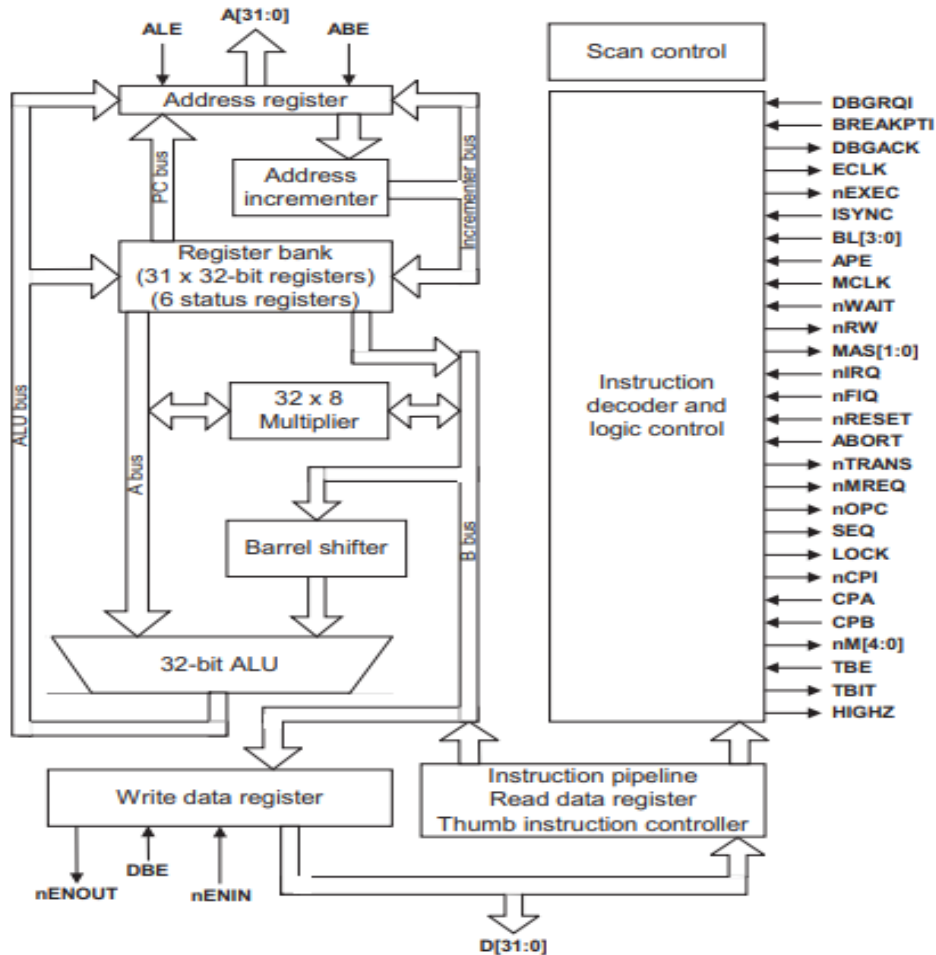 A[31:0]
ALE
ABE
Address register
Scan control
PC bus
Address
incrementer
Incrementer bus
Register bank
(31 x 32-bit registers)
(6 status registers)
ALU bus
A bus
32 x 8
Multiplier
B bus
Barrel shifter
32-bit ALU
Write data register
nENOUT
DBE
nENIN
Instruction
decoder and
logic control
DBGRQI
BREAKPTI
DBGACK
ECLK
nEXEC
ISYNC
BL[3:0]
APE
MCLK
nWAIT
nRW
MAS[1:0]
nIRQ
nFIQ
nRESET
ABORT
nTRANS
nMREQ
nOPC
SEQ
LOCK
nCPI
CPA
CPB
nM[4:0]
TBE
TBIT
HIGHZ
Instruction pipeline
Read data register
Thumb instruction controller
D[31:0]